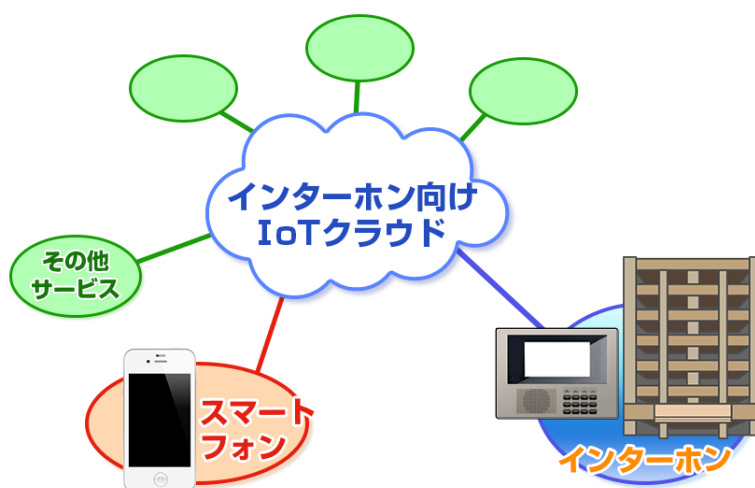 インターホン向け
IoTクラウド
その他
サービス
スマート
フォン
インターホン